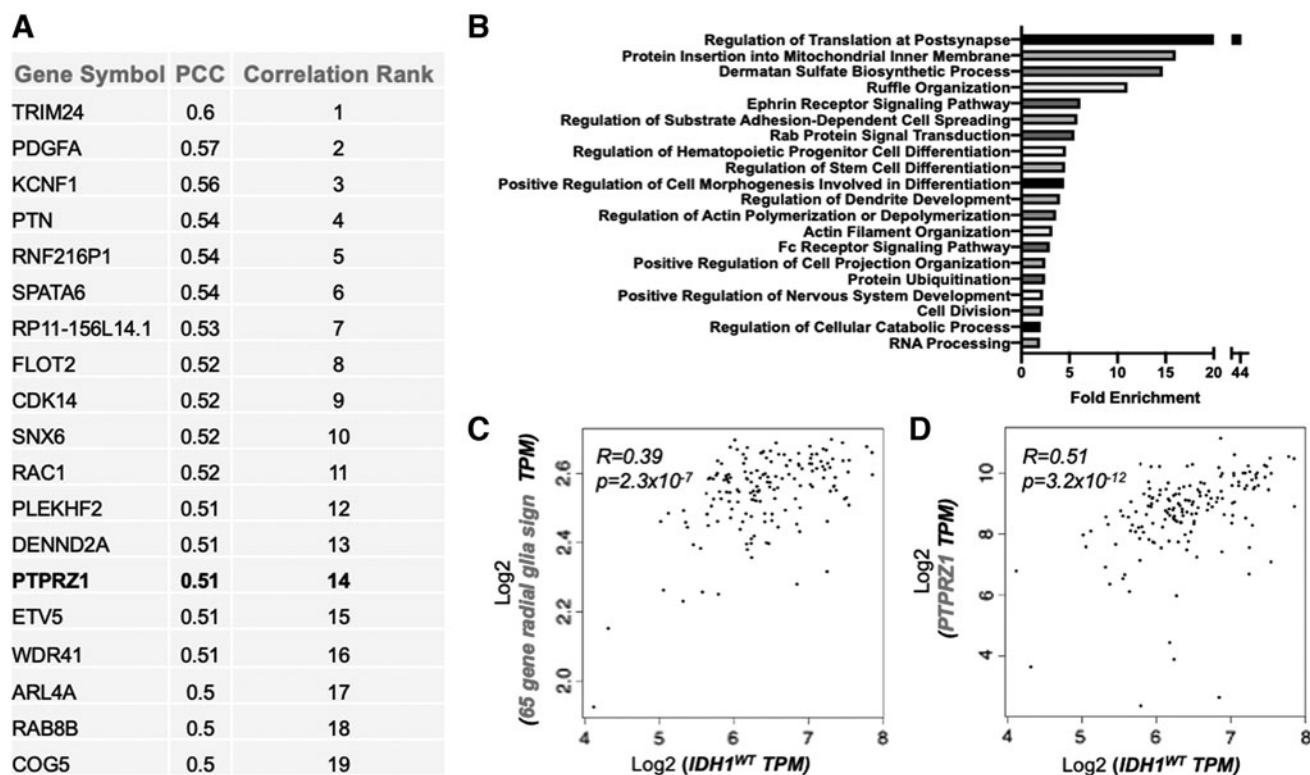 A
Gene Symbol PCC Correlation Rank
TRIM24 0.6 1
PDGFA 0.57 2
KCNF1 0.56 3
PTN 0.54 4
RNF216P1 0.54 5
SPATA6 0.54 6
RP11-156L14.1 0.53 7
FLOT2 0.52 8
CDK14 0.52 9
SNX6 0.52 10
RAC1 0.52 11
PLEKHF2 0.51 12
DENND2A 0.51 13
PTPRZ1 0.51 14
ETV5 0.51 15
WDR41 0.51 16
ARL4A 0.5 17
RAB8B 0.5 18
COG5 0.5 19
B
Regulation of Translation at Postsynapse
Protein Insertion into Mitochondrial Inner Membrane
Dermatan Sulfate Biosynthetic Process
Ruffle Organization
Ephrin Receptor Signaling Pathway
Regulation of Substrate Adhesion-Dependent Cell Spreading
Rab Protein Signal Transduction
Regulation of Hematopoietic Progenitor Cell Differentiation
Regulation of Stem Cell Differentiation
Positive Regulation of Cell Morphogenesis Involved in Differentiation
Regulation of Dendrite Development
Regulation of Actin Polymerization or Depolymerization
Actin Filament Organization
Fc Receptor Signaling Pathway
Positive Regulation of Cell Projection Organization
Protein Ubiquitination
Positive Regulation of Nervous System Development
Cell Division
Regulation of Cellular Catabolic Process
RNA Processing
0 5 10 15 20 44
Fold Enrichment
C
R=0.39
p=2.3x10-7
Log2
(65 gene radial glia sign TPM)
2.6
2.4
2.2
2.0
4 5 6 7 8
Log2 (IDH1WT TPM)
D
R=0.51
p=3.2x10-12
Log2
(PTPRZ1 TPM)
10
8
6
4
4 5 6 7 8
Log2 (IDH1WT TPM)